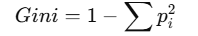 Gini = 1 − ∑ p_i^2